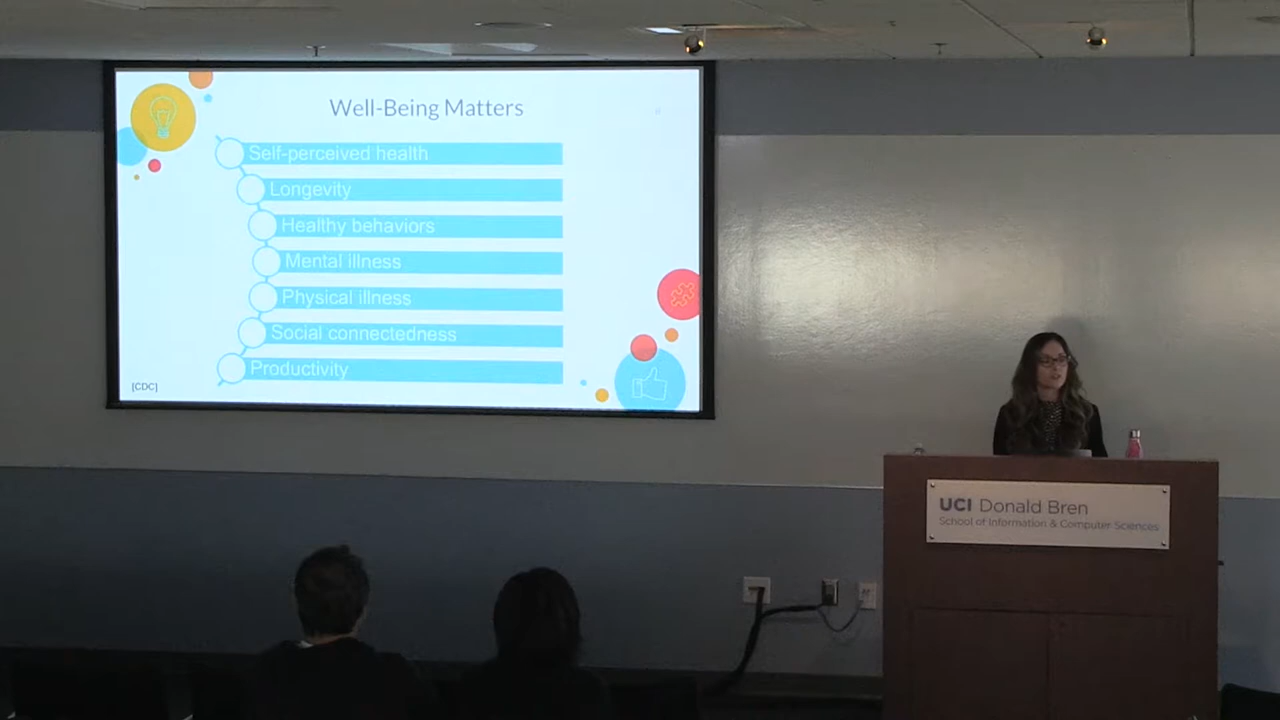 Well-Being Matters
Self-perceived health
Longevity
Healthy behaviors
Mental illness
Physical illness
Social connectedness
Productivity
[CDC]
UCI Donald Bren
School of Information & Computer Sciences